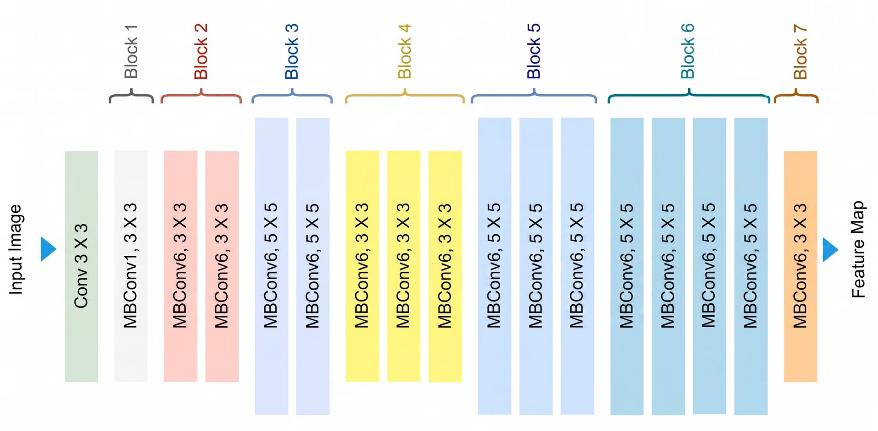 Block 1
Block 2
Block 3
Block 4
Block 5
Block 6
Block 7
Input Image
Conv 3 X 3
MBConv1, 3 X 3
MBConv6, 3 X 3
MBConv6, 3 X 3
MBConv6, 5 X 5
MBConv6, 5 X 5
MBConv6, 3 X 3
MBConv6, 3 X 3
MBConv6, 3 X 3
MBConv6, 5 X 5
MBConv6, 5 X 5
MBConv6, 5 X 5
MBConv6, 5 X 5
MBConv6, 5 X 5
MBConv6, 5 X 5
MBConv6, 5 X 5
MBConv6, 3 X 3
Feature Map